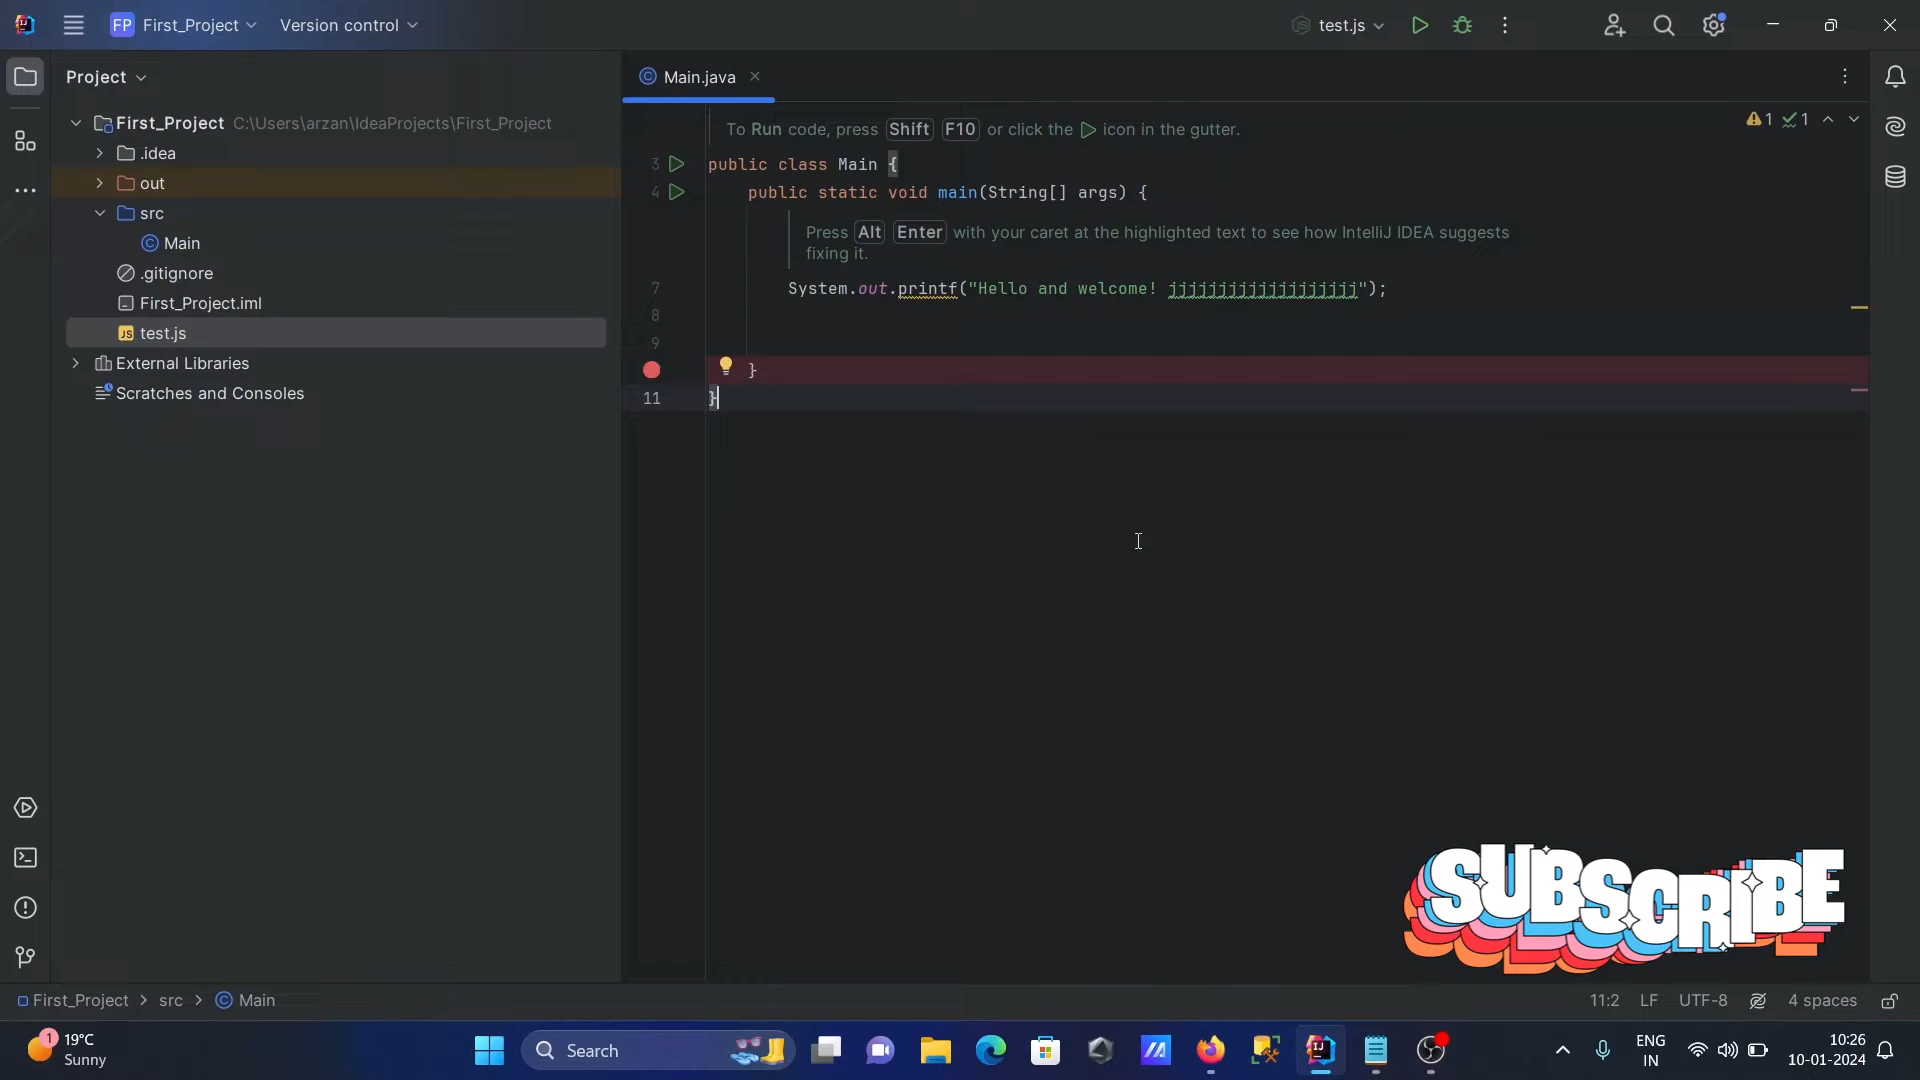 FP First_Project Version control test.js
Project
Main.java
First_Project C:\Users\arzan\IdeaProjects\First_Project
.idea
out
src
Main
.gitignore
First_Project.iml
JS test.js
External Libraries
Scratches and Consoles
To Run code, press Shift F10 or click the icon in the gutter.
1 1
3 public class Main {
4 public static void main(String[] args) {
Press Alt Enter with your caret at the highlighted text to see how IntelliJ IDEA suggests
fixing it.
7 System.out.printf("Hello and welcome! jjjjjjjjjjjjjjjjjjj");
8
9
}
11 }
SUBSCRIBE
First_Project > src > Main 11:2 LF UTF-8 4 spaces
1 19°C
Sunny
Search
ENG
IN
10:26
10-01-2024